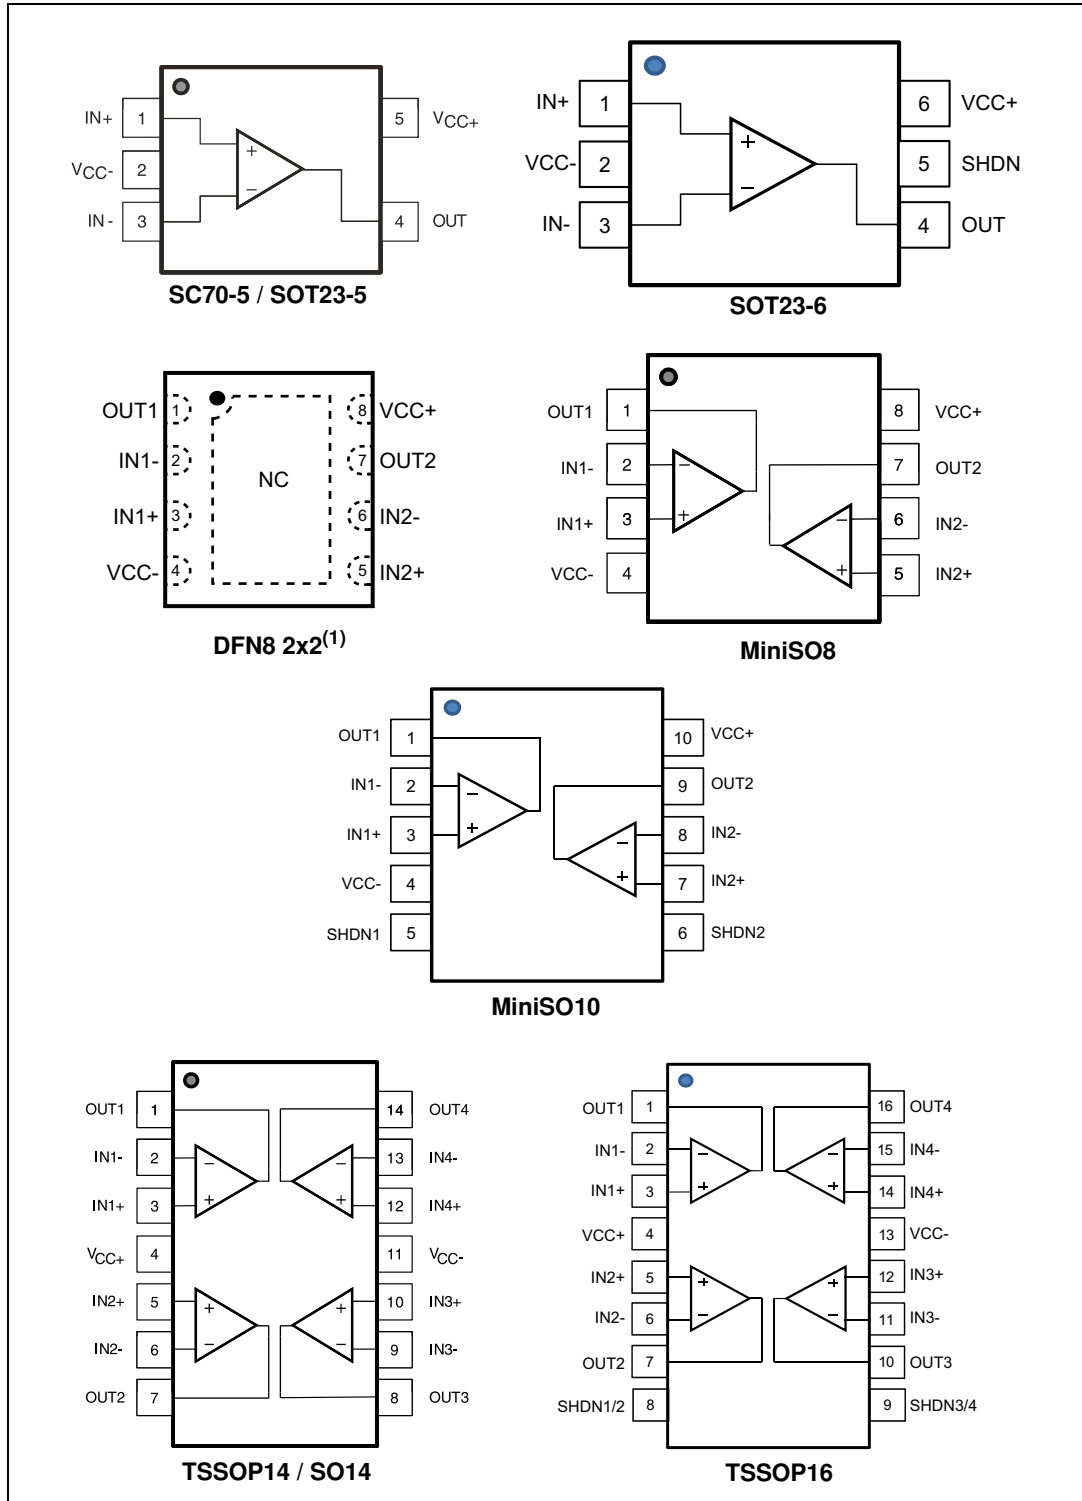 IN+ 1 5 VCC+
VCC- 2
IN- 3 4 OUT
+
−
SC70-5 / SOT23-5
IN+ 1 6 VCC+
VCC- 2 5 SHDN
IN- 3 4 OUT
+
−
SOT23-6
OUT1 1 8 VCC+
IN1- 2 7 OUT2
NC
IN1+ 3 6 IN2-
VCC- 4 5 IN2+
DFN8 2x2(1)
OUT1 1 8 VCC+
IN1- 2 − 7 OUT2
IN1+ 3 + − 6 IN2-
VCC- 4 + 5 IN2+
MiniSO8
OUT1 1 10 VCC+
IN1- 2 − 9 OUT2
IN1+ 3 + − 8 IN2-
VCC- 4 + 7 IN2+
SHDN1 5 6 SHDN2
MiniSO10
OUT1 1 14 OUT4
IN1- 2 − − 13 IN4-
IN1+ 3 + + 12 IN4+
VCC+ 4 11 VCC-
IN2+ 5 + + 10 IN3+
IN2- 6 − − 9 IN3-
OUT2 7 8 OUT3
TSSOP14 / SO14
OUT1 1 16 OUT4
IN1- 2 − − 15 IN4-
IN1+ 3 + + 14 IN4+
VCC+ 4 13 VCC-
IN2+ 5 + + 12 IN3+
IN2- 6 − − 11 IN3-
OUT2 7 10 OUT3
SHDN1/2 8 9 SHDN3/4
TSSOP16